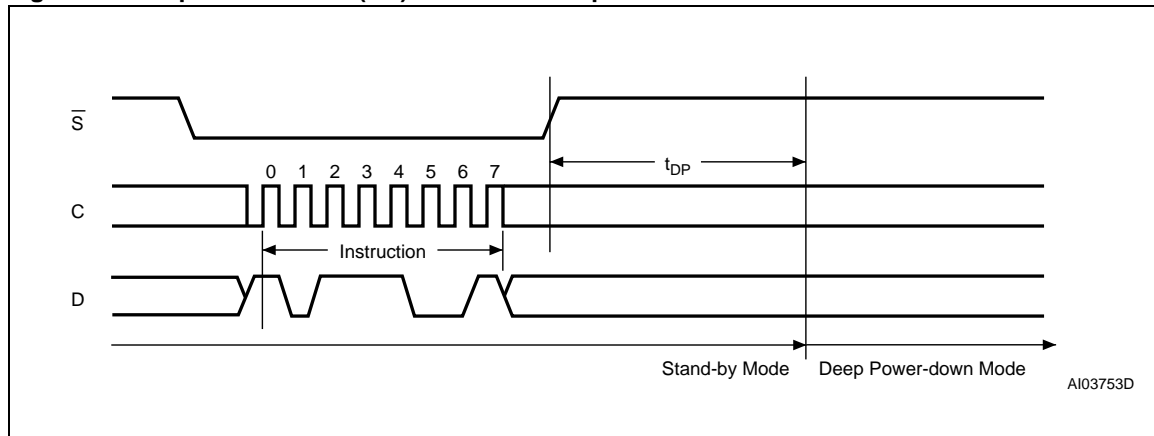 S
0 1 2 3 4 5 6 7
tDP
C
Instruction
D
Stand-by Mode Deep Power-down Mode
AI03753D